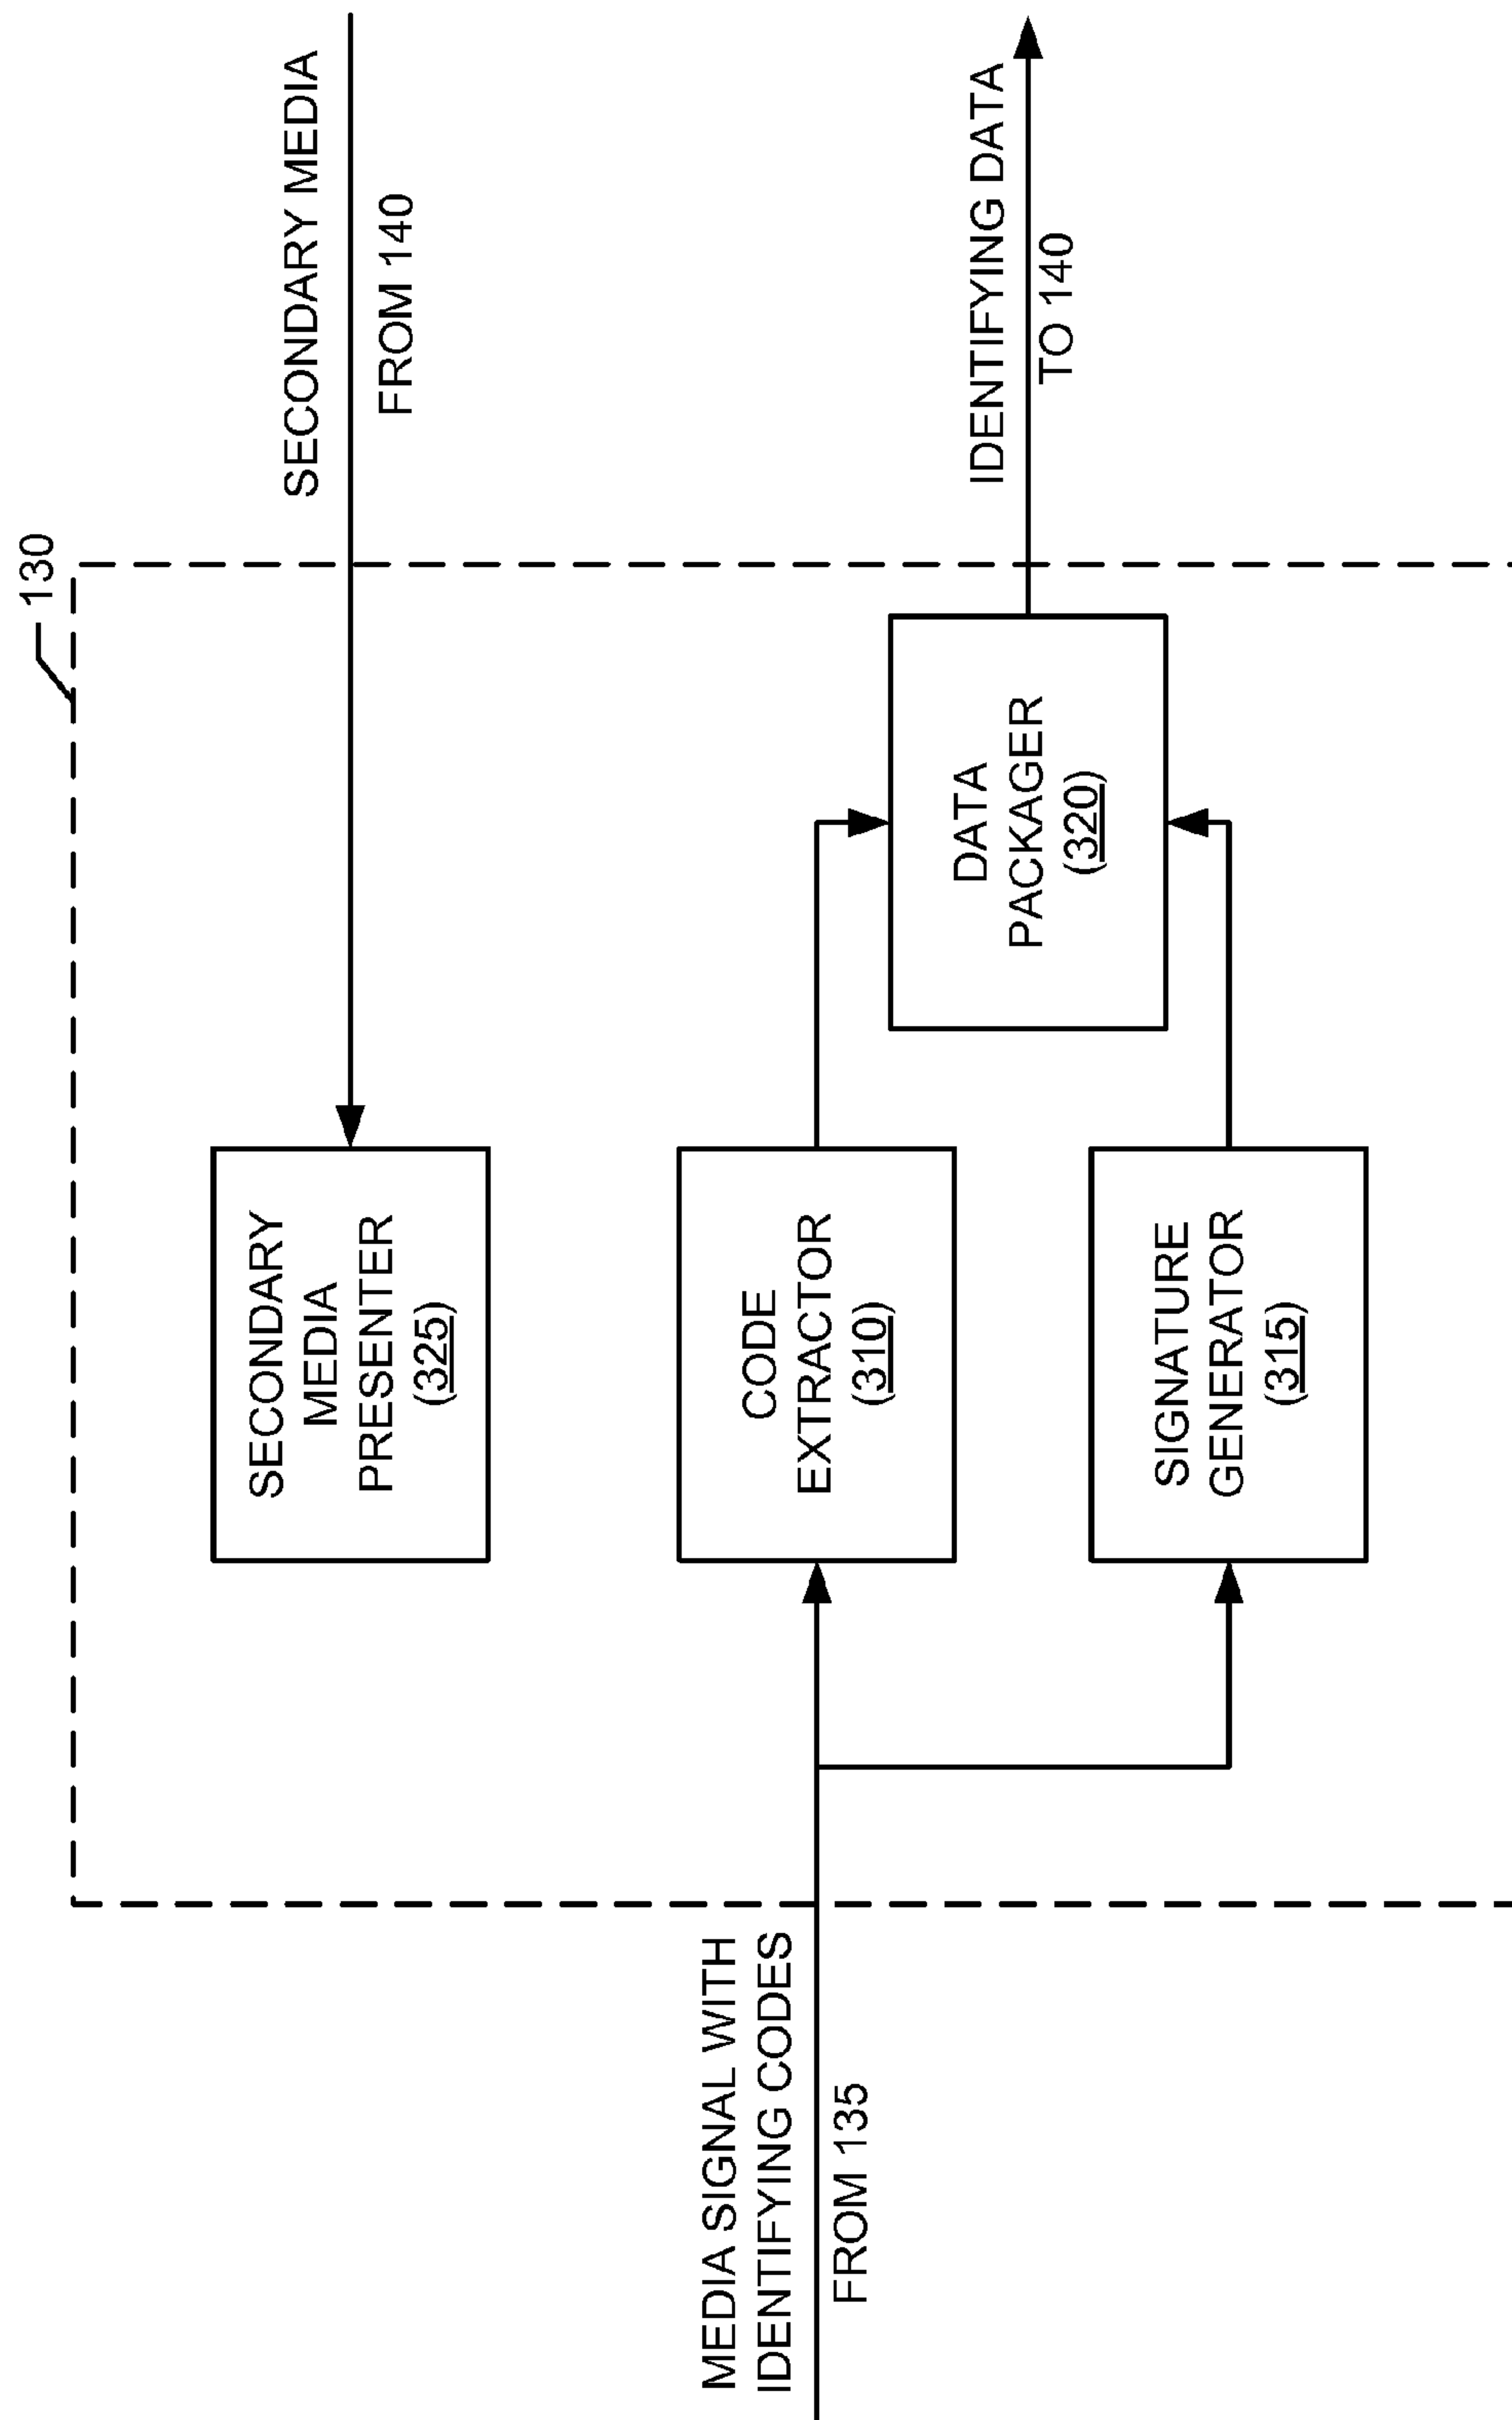 130
SECONDARY MEDIA
FROM 140
SECONDARY
MEDIA
PRESENTER
(325)
MEDIA SIGNAL WITH
IDENTIFYING CODES
FROM 135
CODE
EXTRACTOR
(310)
SIGNATURE
GENERATOR
(315)
DATA
PACKAGER
(320)
IDENTIFYING DATA
TO 140